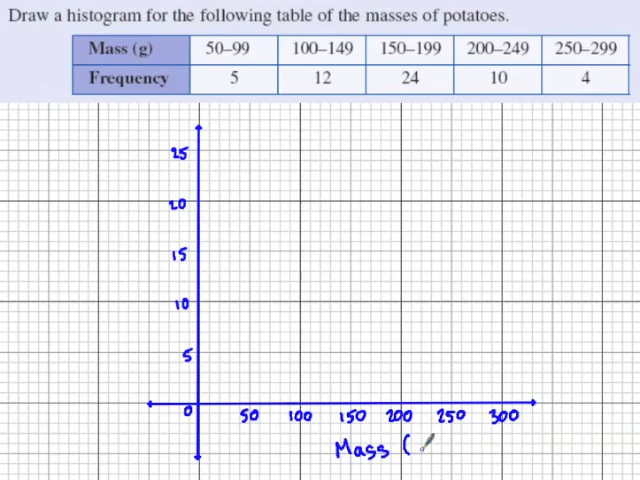 Draw a histogram for the following table of the masses of potatoes.
Mass (g) 50–99 100–149 150–199 200–249 250–299
Frequency 5 12 24 10 4
25
20
15
10
5
0 50 100 150 200 250 300
Mass (